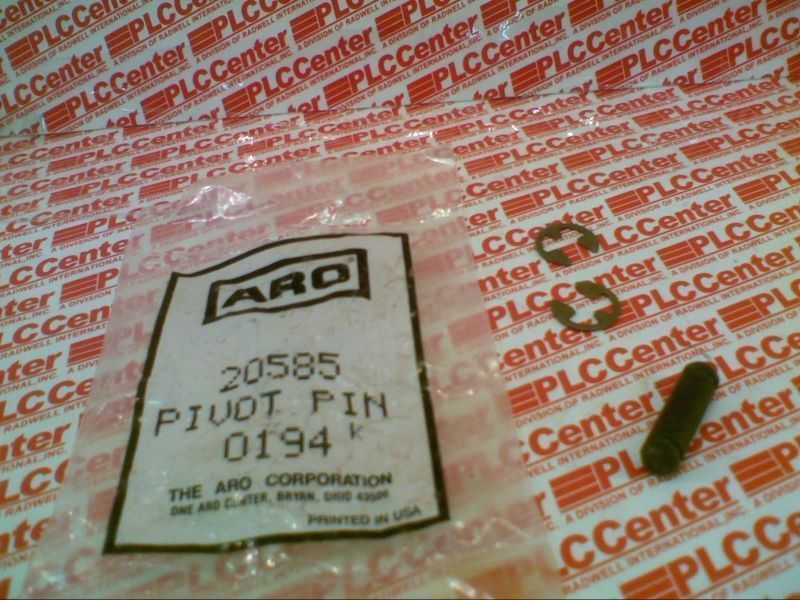 PLCCenter
A DIVISION OF RADWELL INTERNATIONAL, INC.
ARO
20585
PIVOT PIN
0194 K
THE ARO CORPORATION
ONE ARO CENTER, BRYAN, OHIO 43506
PRINTED IN USA